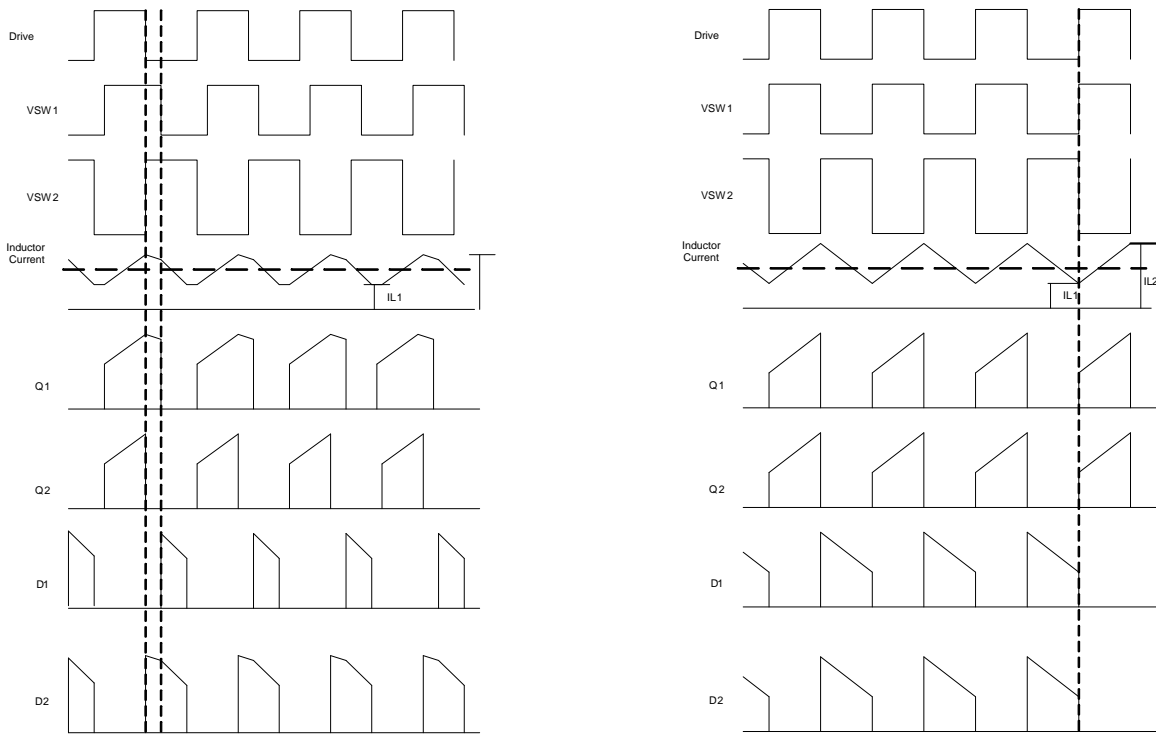 Drive
VSW1
VSW2
Inductor
Current
IL1
Q1
Q2
D1
D2
Drive
VSW1
VSW2
Inductor
Current
IL1
IL2
Q1
Q2
D1
D2